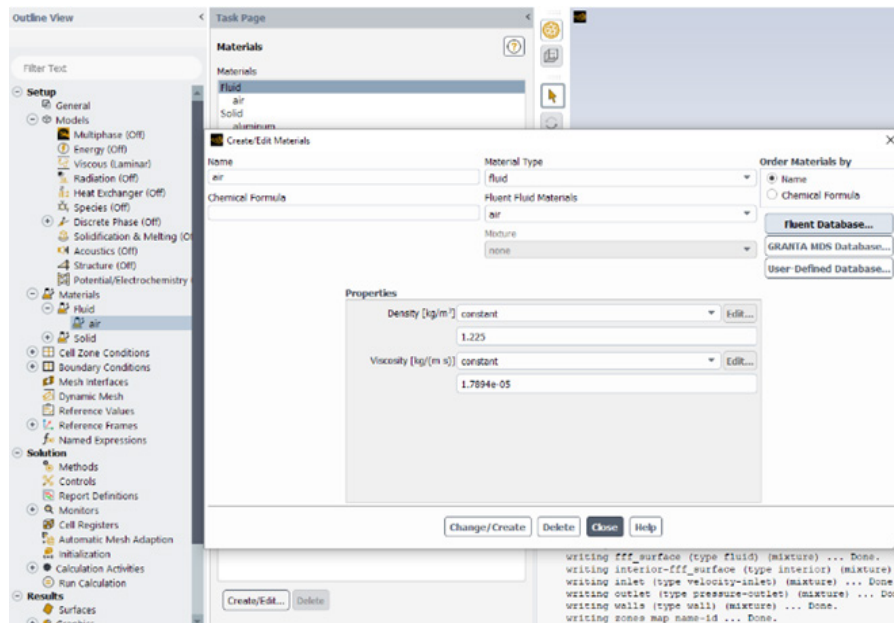 Outline View
Filter Text
Setup
General
Models
Multiphase (Off)
Energy (Off)
Viscous (Laminar)
Radiation (Off)
Heat Exchanger (Off)
Species (Off)
Discrete Phase (Off)
Solidification & Melting (O
Acoustics (Off)
Structure (Off)
Potential/Electrochemistry
Materials
Fluid
air
Solid
Cell Zone Conditions
Boundary Conditions
Mesh Interfaces
Dynamic Mesh
Reference Values
Reference Frames
Named Expressions
Solution
Methods
Controls
Report Definitions
Monitors
Cell Registers
Automatic Mesh Adaption
Initialization
Calculation Activities
Run Calculation
Results
Surfaces
Task Page
Materials
Materials
Fluid
air
Solid
aluminum
Create/Edit Materials
Name
air
Chemical Formula
Material Type
fluid
Fluent Fluid Materials
air
Mixture
none
Order Materials by
Name
Chemical Formula
Fluent Database...
GRANTA MDS Database...
User-Defined Database...
Properties
Density [kg/m³] constant Edit...
1.225
Viscosity [kg/(m s)] constant Edit...
1.7894e-05
Change/Create Delete Close Help
Create/Edit... Delete
writing fff_surface (type fluid) (mixture) ... Done.
writing interior-fff_surface (type interior) (mixture)
writing inlet (type velocity-inlet) (mixture) ... Done
writing outlet (type pressure-outlet) (mixture) ... Do
writing walls (type wall) (mixture) ... Done.
writing zones map name-id ... Done.